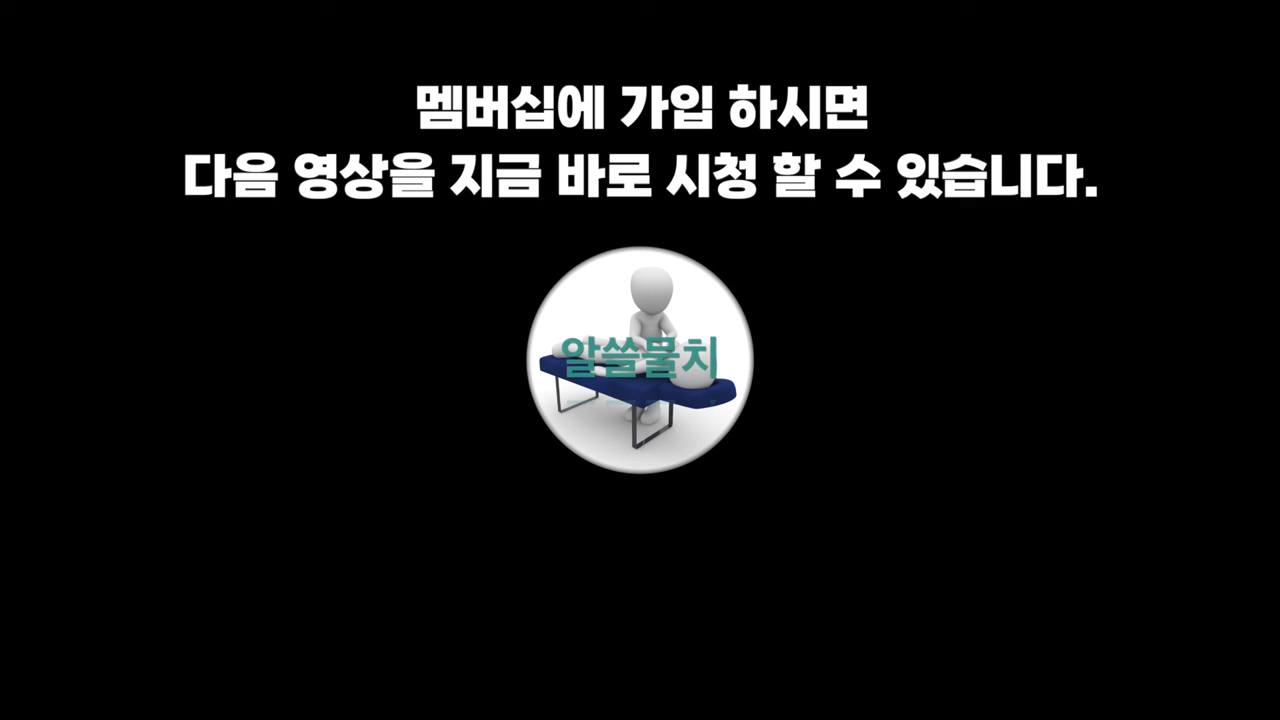 멤버십에 가입 하시면
다음 영상을 지금 바로 시청 할 수 있습니다.
알쓸물치